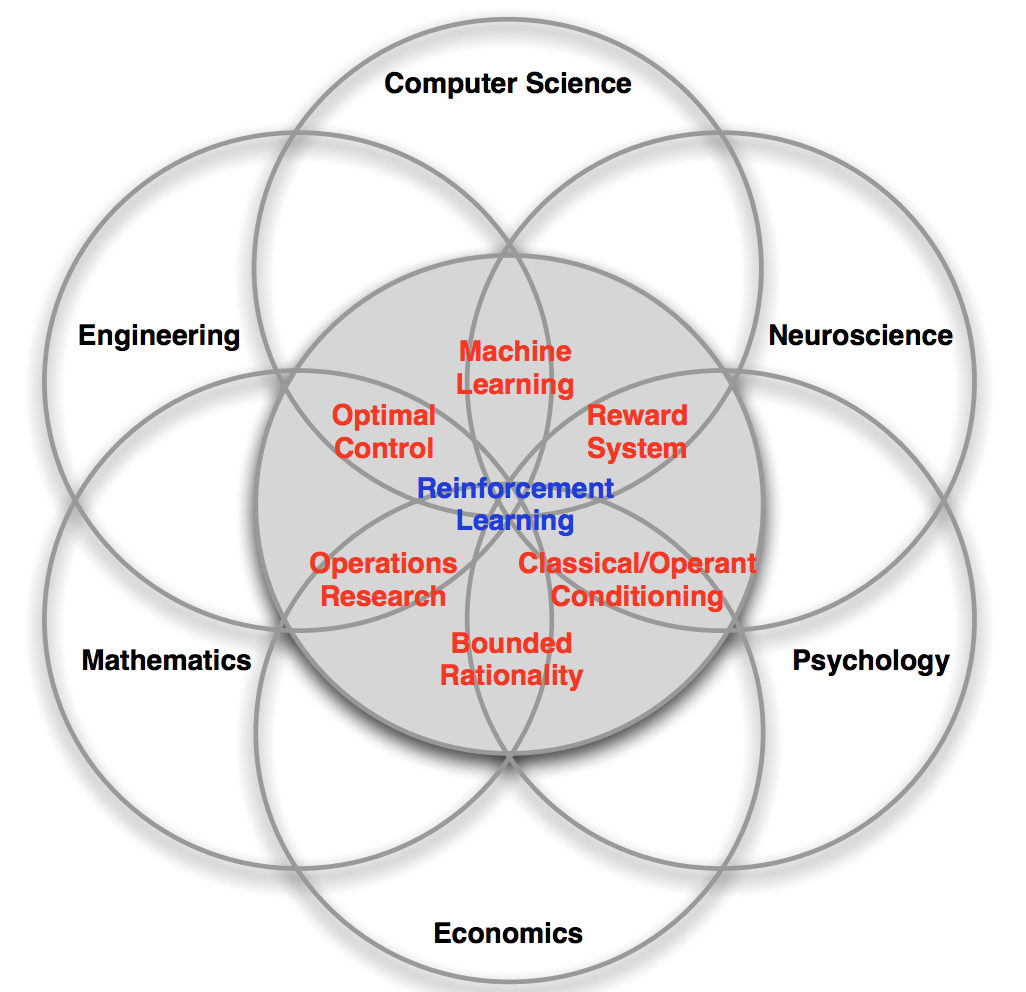 Computer Science
Engineering
Neuroscience
Machine
Learning
Optimal
Control
Reward
System
Reinforcement
Learning
Operations
Research
Classical/Operant
Conditioning
Bounded
Rationality
Mathematics
Psychology
Economics